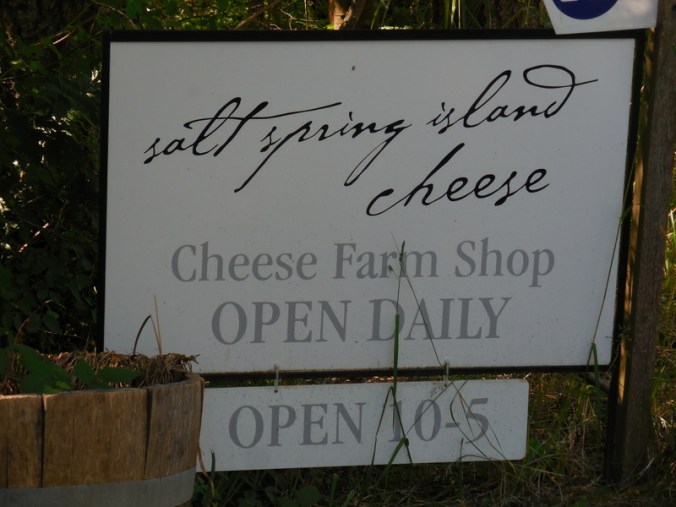 salt spring island
cheese
Cheese Farm Shop
OPEN DAILY
OPEN 10-5